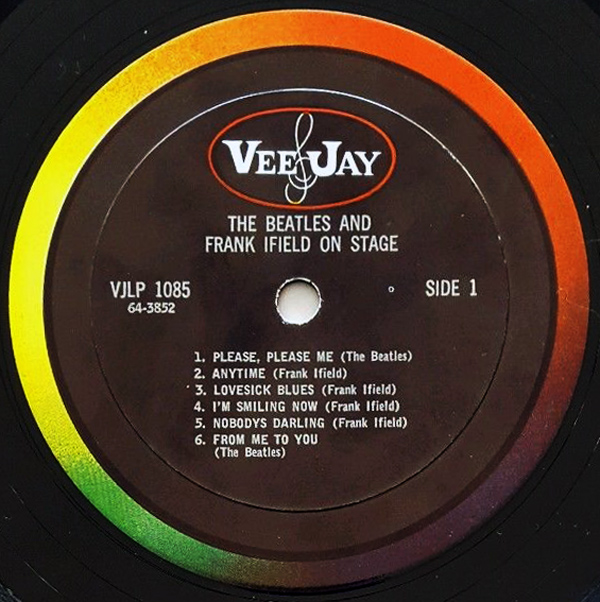 VEE JAY
THE BEATLES AND
FRANK IFIELD ON STAGE
VJLP 1085
64-3852
SIDE 1
1. PLEASE, PLEASE ME (The Beatles)
2. ANYTIME (Frank Ifield)
3. LOVESICK BLUES (Frank Ifield)
4. I'M SMILING NOW (Frank Ifield)
5. NOBODYS DARLING (Frank Ifield)
6. FROM ME TO YOU
(The Beatles)